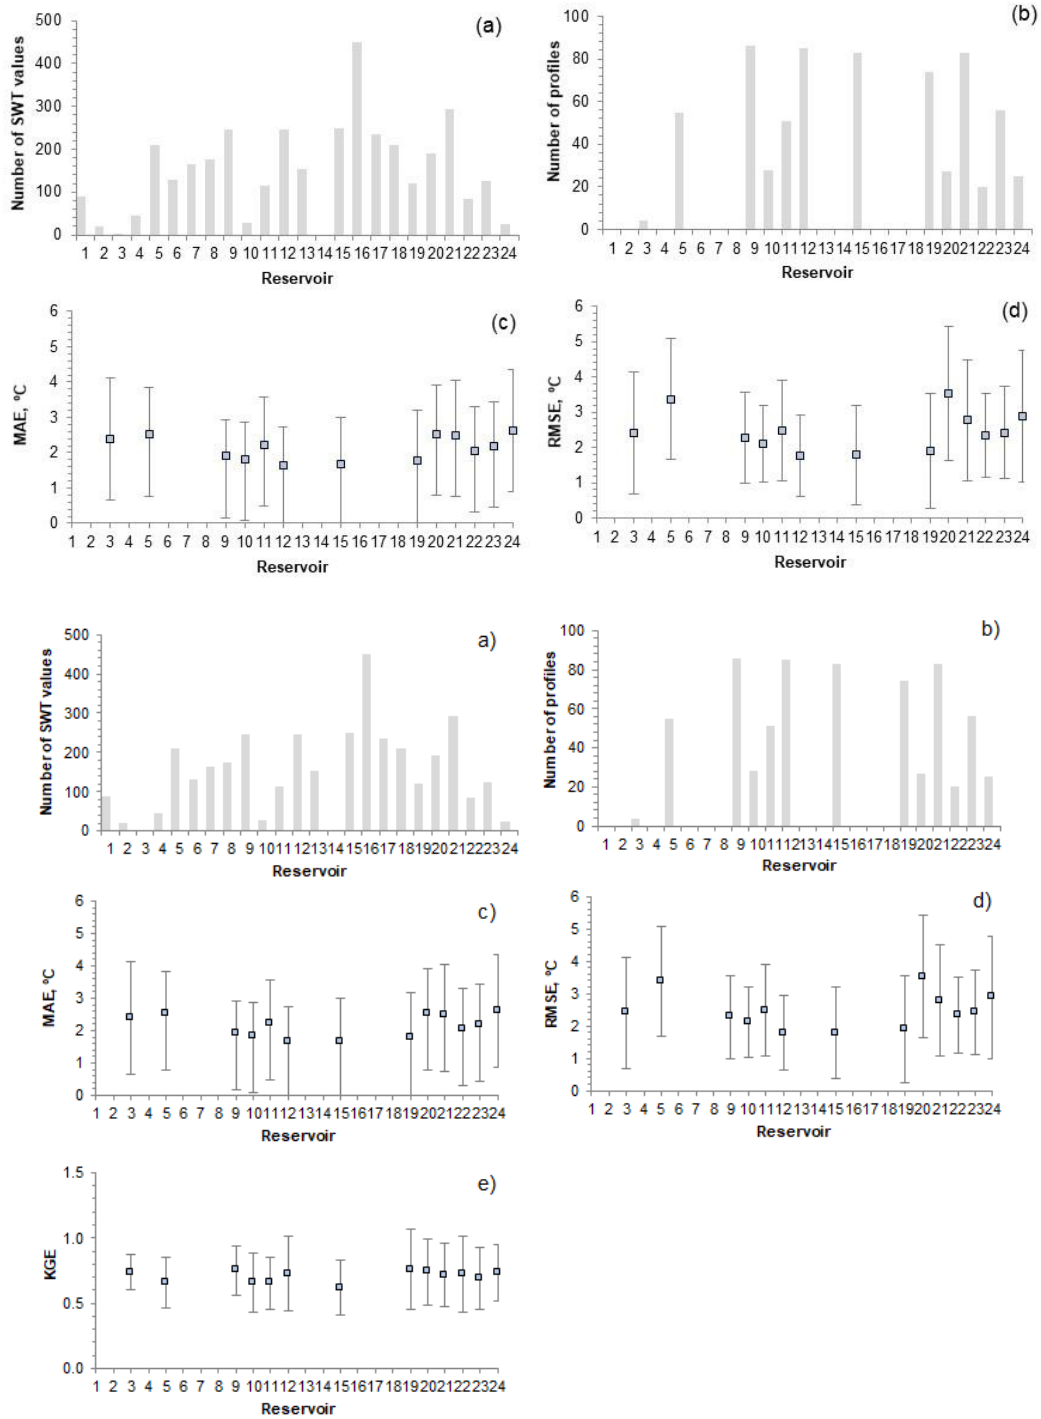 (a)
Number of SWT values
500
400
300
200
100
0
1 2 3 4 5 6 7 8 9 10 11 12 13 14 15 16 17 18 19 20 21 22 23 24
Reservoir
(b)
Number of profiles
100
80
60
40
20
0
1 2 3 4 5 6 7 8 9 10 11 12 13 14 15 16 17 18 19 20 21 22 23 24
Reservoir
(c)
MAE, ºC
6
5
4
3
2
1
0
1 2 3 4 5 6 7 8 9 10 11 12 13 14 15 16 17 18 19 20 21 22 23 24
Reservoir
(d)
RMSE, ºC
6
5
4
3
2
1
0
1 2 3 4 5 6 7 8 9 10 11 12 13 14 15 16 17 18 19 20 21 22 23 24
Reservoir
a)
Number of SWT values
500
400
300
200
100
0
1 2 3 4 5 6 7 8 9 10 11 12 13 14 15 16 17 18 19 20 21 22 23 24
Reservoir
b)
Number of profiles
100
80
60
40
20
0
1 2 3 4 5 6 7 8 9 10 11 12 13 14 15 16 17 18 19 20 21 22 23 24
Reservoir
c)
MAE, ºC
6
5
4
3
2
1
0
1 2 3 4 5 6 7 8 9 10 11 12 13 14 15 16 17 18 19 20 21 22 23 24
Reservoir
d)
RMSE, ºC
6
5
4
3
2
1
0
1 2 3 4 5 6 7 8 9 10 11 12 13 14 15 16 17 18 19 20 21 22 23 24
Reservoir
e)
KGE
1.5
1.0
0.5
0.0
1 2 3 4 5 6 7 8 9 10 11 12 13 14 15 16 17 18 19 20 21 22 23 24
Reservoir